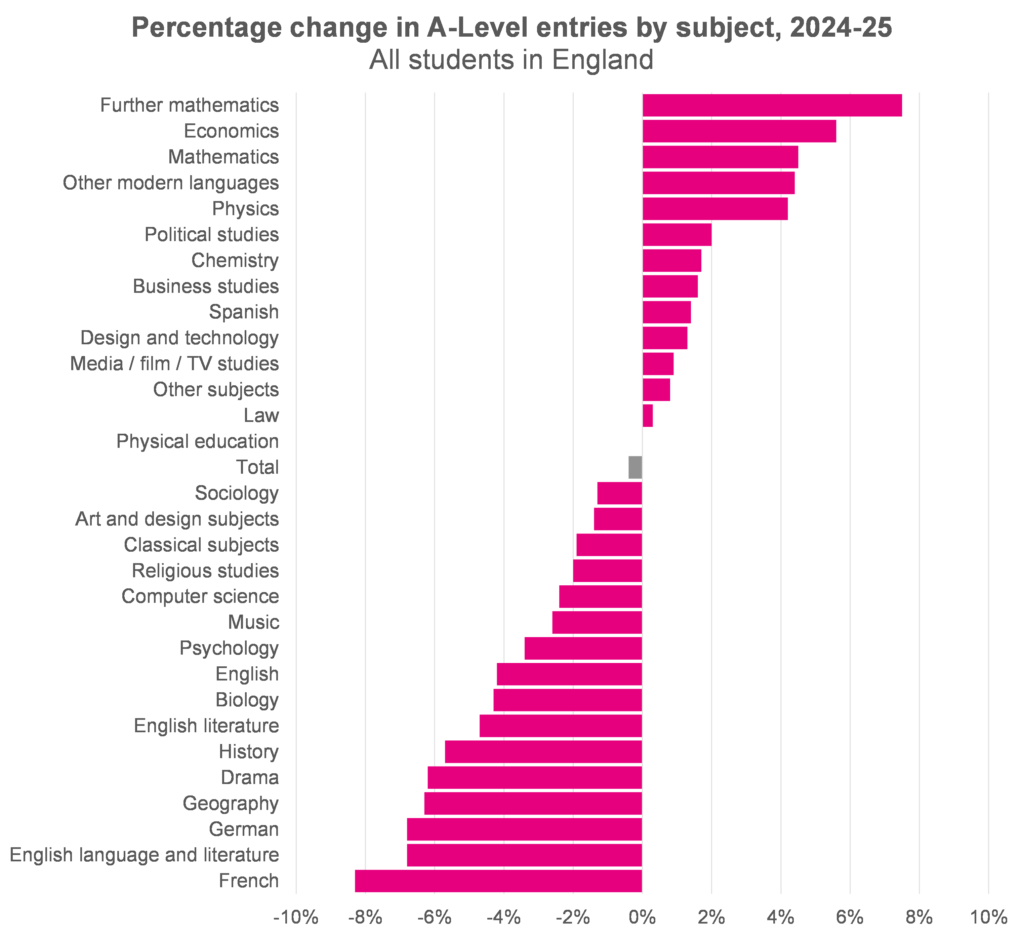 Percentage change in A-Level entries by subject, 2024-25
All students in England
Further mathematics
Economics
Mathematics
Other modern languages
Physics
Political studies
Chemistry
Business studies
Spanish
Design and technology
Media / film / TV studies
Other subjects
Law
Physical education
Total
Sociology
Art and design subjects
Classical subjects
Religious studies
Computer science
Music
Psychology
English
Biology
English literature
History
Drama
Geography
German
English language and literature
French
-10% -8% -6% -4% -2% 0% 2% 4% 6% 8% 10%